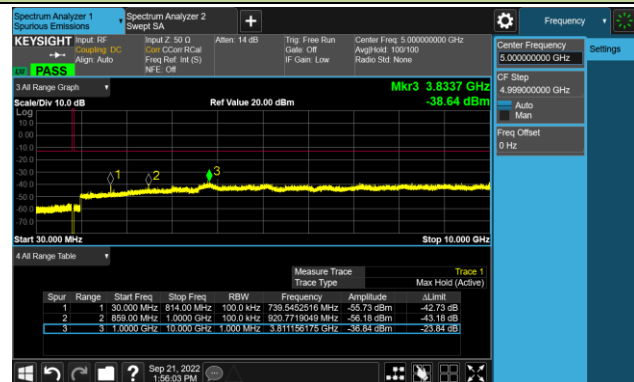 Spectrum Analyzer 1
Spurious Emissions
Spectrum Analyzer 2
Swept SA
Frequency
KEYSIGHT
Input: RF
Coupling: DC
Align: Auto
Input Z: 50 Ω
Corr CCorr RCal
Freq Ref: Int (S)
NFE: Off
Atten: 14 dB
Trig: Free Run
Gate: Off
IF Gain: Low
Center Freq: 5.000000000 GHz
Avg|Hold: 100/100
Radio Std: None
PASS
Center Frequency
5.000000000 GHz
Settings
CF Step
4.999000000 GHz
Auto
Man
Freq Offset
0 Hz
3 All Range Graph
Mkr3 3.8337 GHz
Scale/Div 10.0 dB
Ref Value 20.00 dBm
-38.64 dBm
Log
10.0
0.00
-10.0
-20.0
-30.0
-40.0
-50.0
-60.0
-70.0
1
2
3
Start 30.000 MHz
Stop 10.000 GHz
4 All Range Table
Measure Trace Trace 1
Trace Type Max Hold (Active)
Spur Range Start Freq Stop Freq RBW Frequency Amplitude ΔLimit
1 1 30.000 MHz 814.00 MHz 100.0 kHz 739.5452516 MHz -55.73 dBm -42.73 dB
2 2 859.00 MHz 1.0000 GHz 100.0 kHz 920.7719049 MHz -56.18 dBm -43.18 dB
3 3 1.0000 GHz 10.000 GHz 1.000 MHz 3.811156175 GHz -36.84 dBm -23.84 dB
Sep 21, 2022
1:56:03 PM